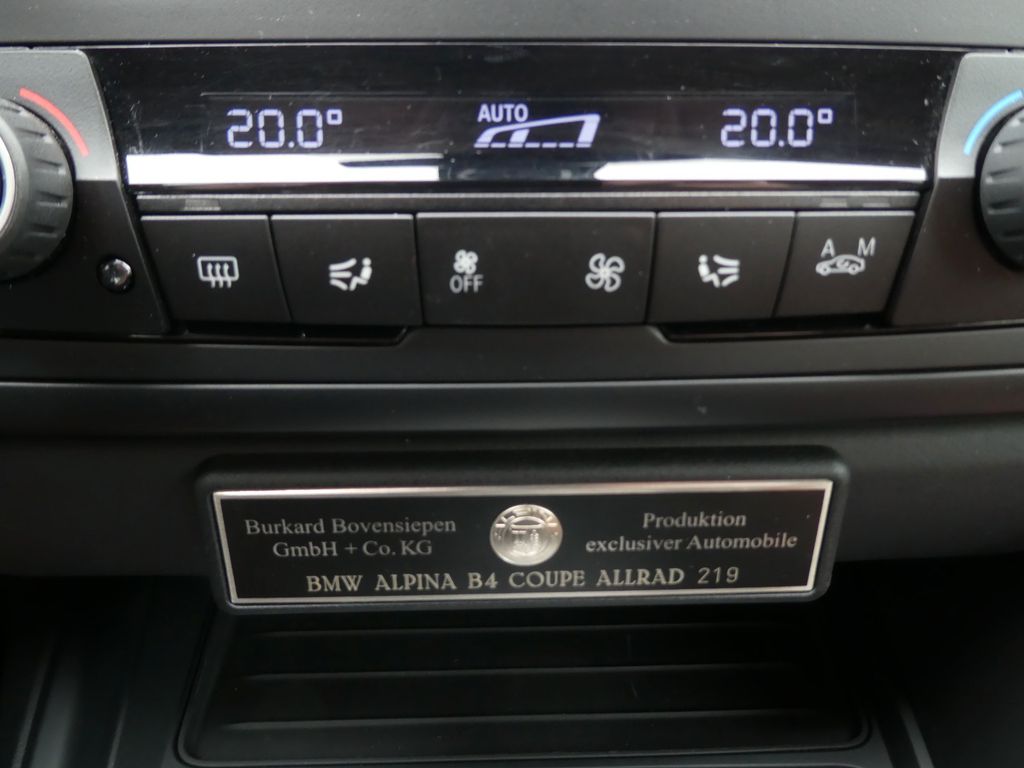 20.0° AUTO 20.0°
OFF A M
Burkard Bovensiepen
GmbH + Co. KG
Produktion
exclusiver Automobile
BMW ALPINA B4 COUPE ALLRAD 219